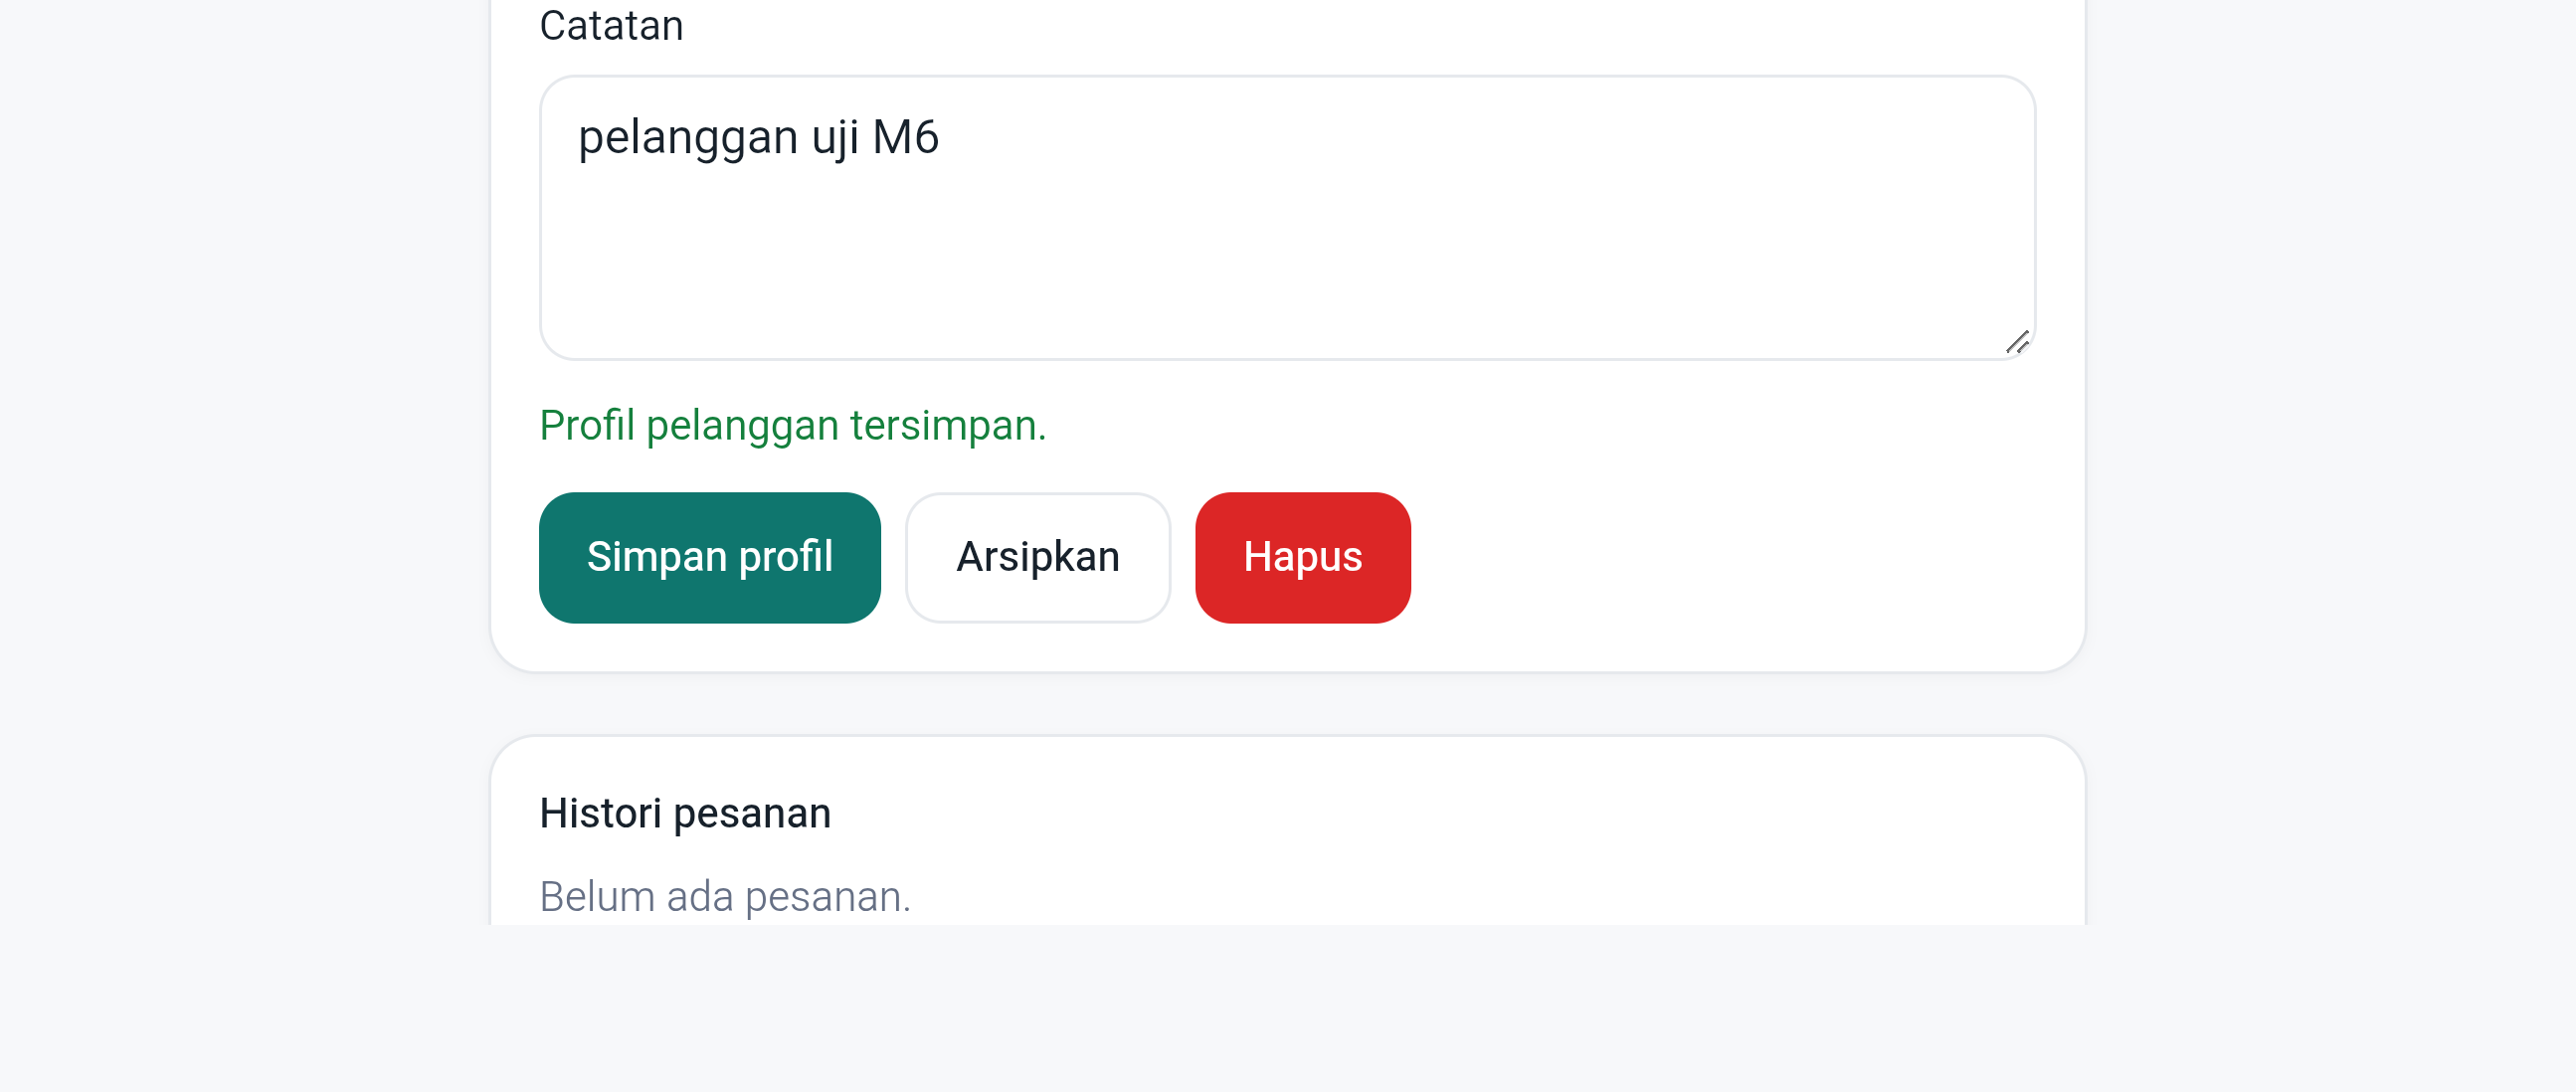 Catatan
pelanggan uji M6
Profil pelanggan tersimpan.
Simpan profil
Arsipkan
Hapus
Histori pesanan
Belum ada pesanan.